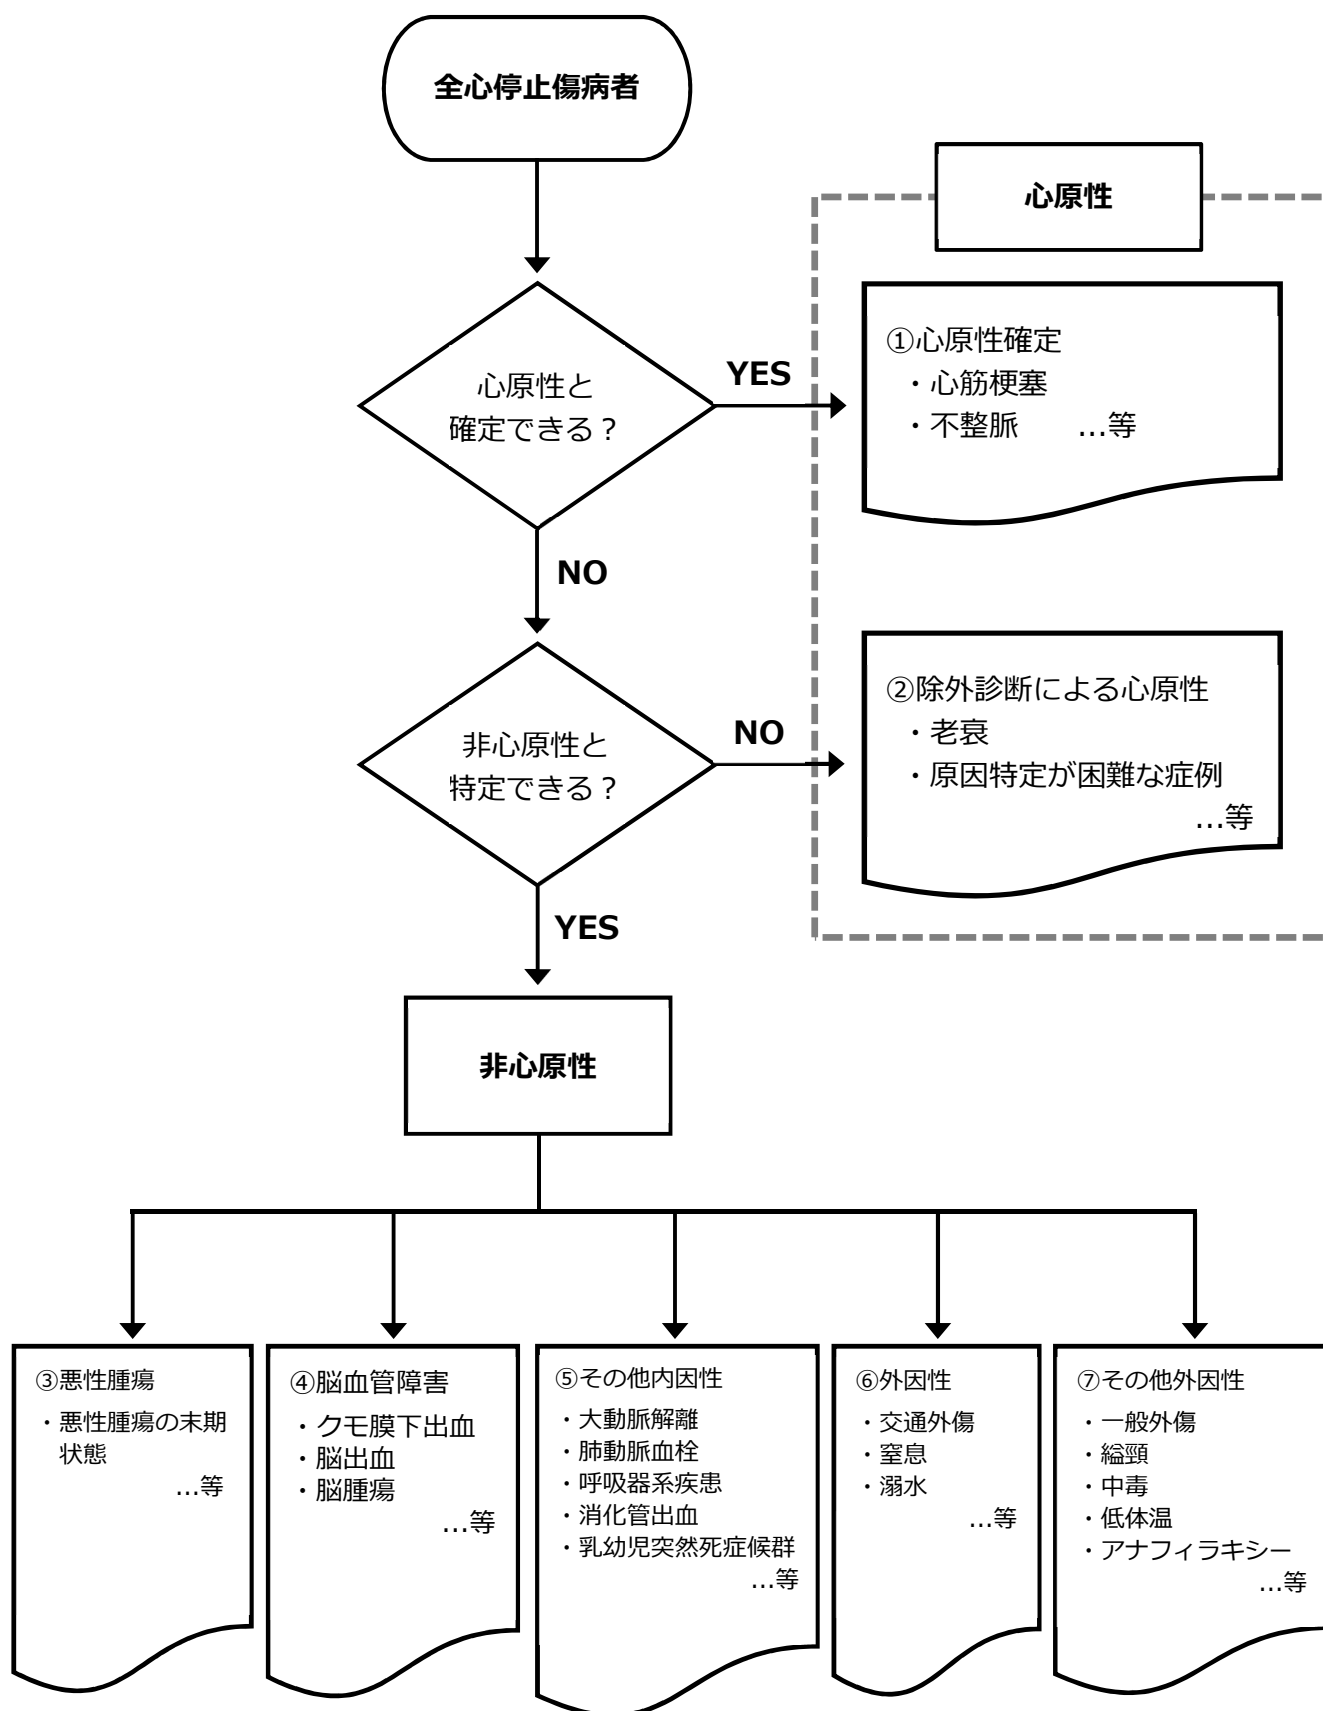 全心停止傷病者
心原性
心原性と
確定できる？
YES
①心原性確定
・心筋梗塞
・不整脈　　…等
NO
非心原性と
特定できる？
NO
②除外診断による心原性
・老衰
・原因特定が困難な症例
…等
YES
非心原性
③悪性腫瘍
・悪性腫瘍の末期
状態
…等
④脳血管障害
・クモ膜下出血
・脳出血
・脳腫瘍
…等
⑤その他内因性
・大動脈解離
・肺動脈血栓
・呼吸器系疾患
・消化管出血
・乳幼児突然死症候群
…等
⑥外因性
・交通外傷
・窒息
・溺水
…等
⑦その他外因性
・一般外傷
・縊頸
・中毒
・低体温
・アナフィラキシー
…等